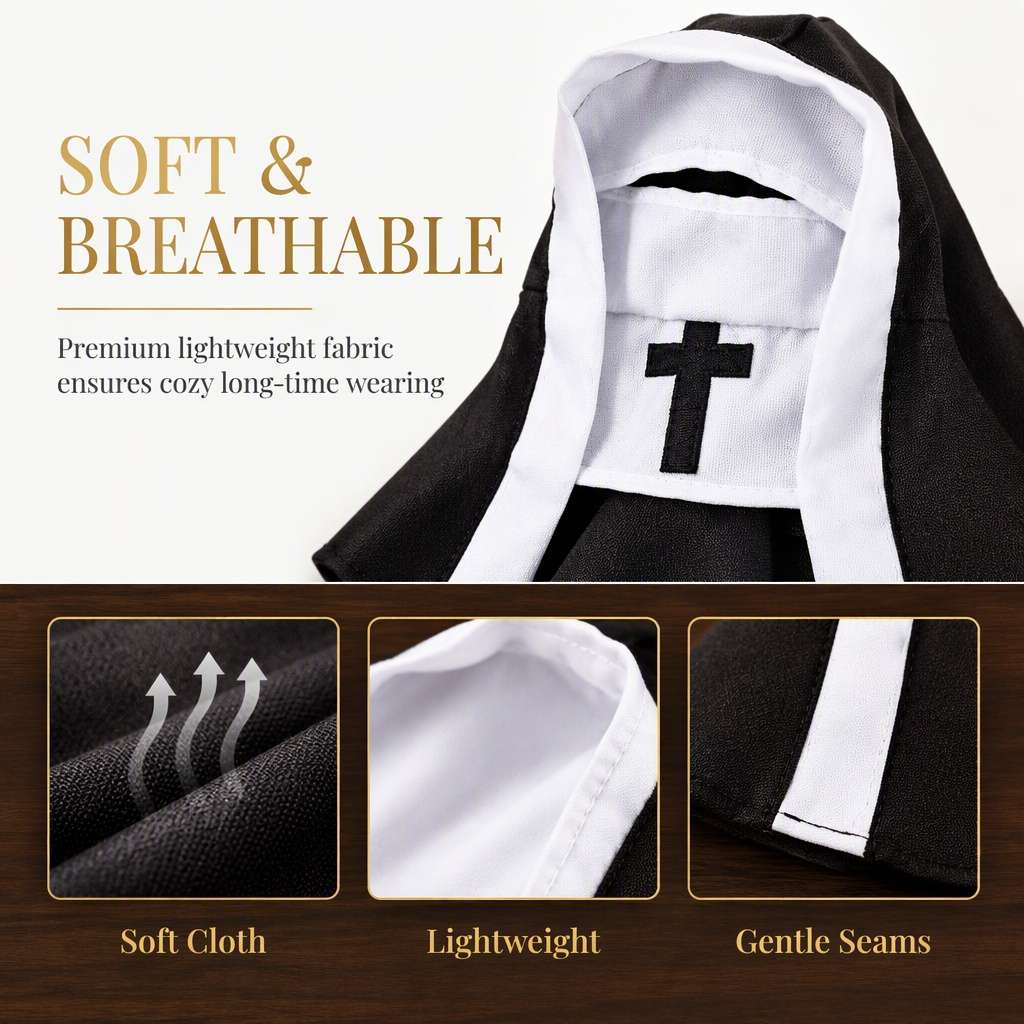 SOFT &
BREATHABLE
Premium lightweight fabric
ensures cozy long-time wearing
Soft Cloth
Lightweight
Gentle Seams